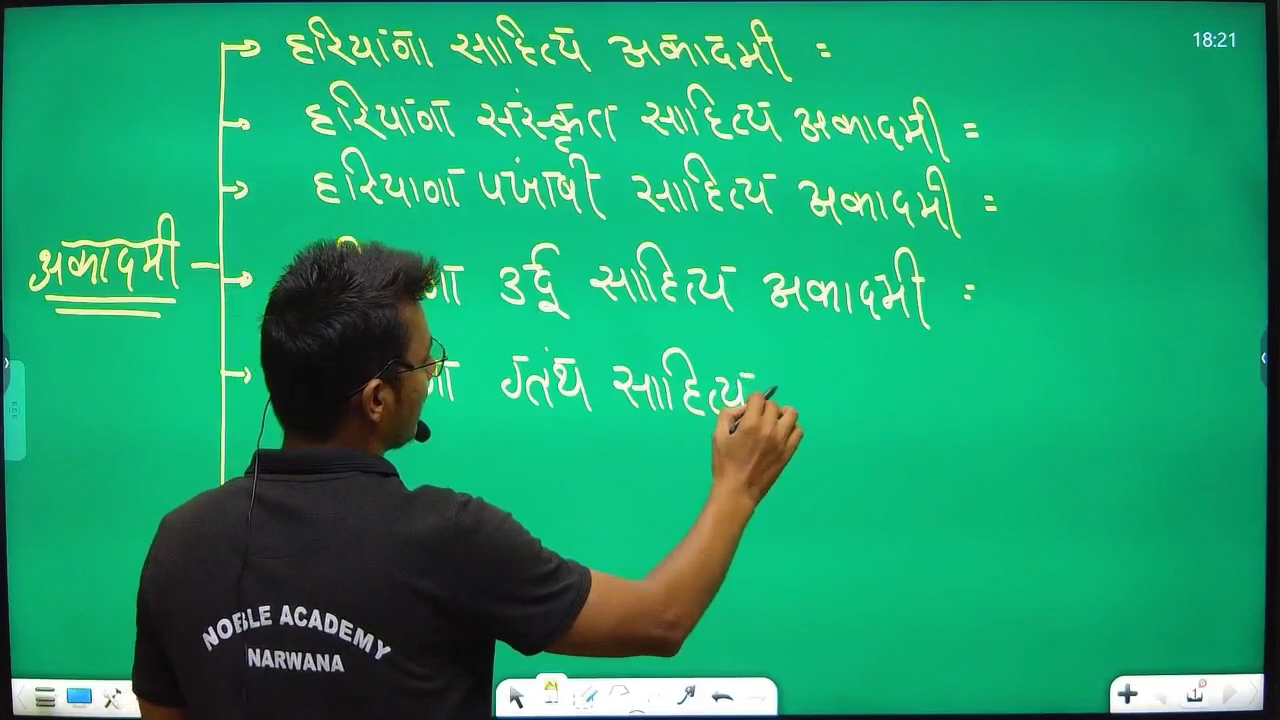 18:21
हरियाणा साहित्य अकादमी =
हरियाणा संस्कृत साहित्य अकादमी =
हरियाणा पंजाबी साहित्य अकादमी =
अकादमी
णा उर्दू साहित्य अकादमी =
णा ग्रंथ साहित्य
NOBLE ACADEMY
NARWANA